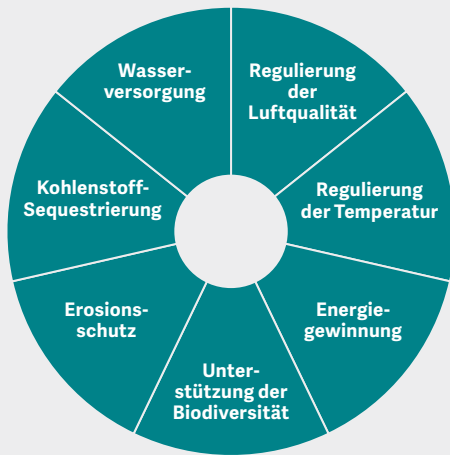 Wasser-
versorgung
Regulierung
der
Luftqualität
Regulierung
der Temperatur
Energie-
gewinnung
Unter-
stützung der
Biodiversität
Erosions-
schutz
Kohlenstoff-
Sequestrierung